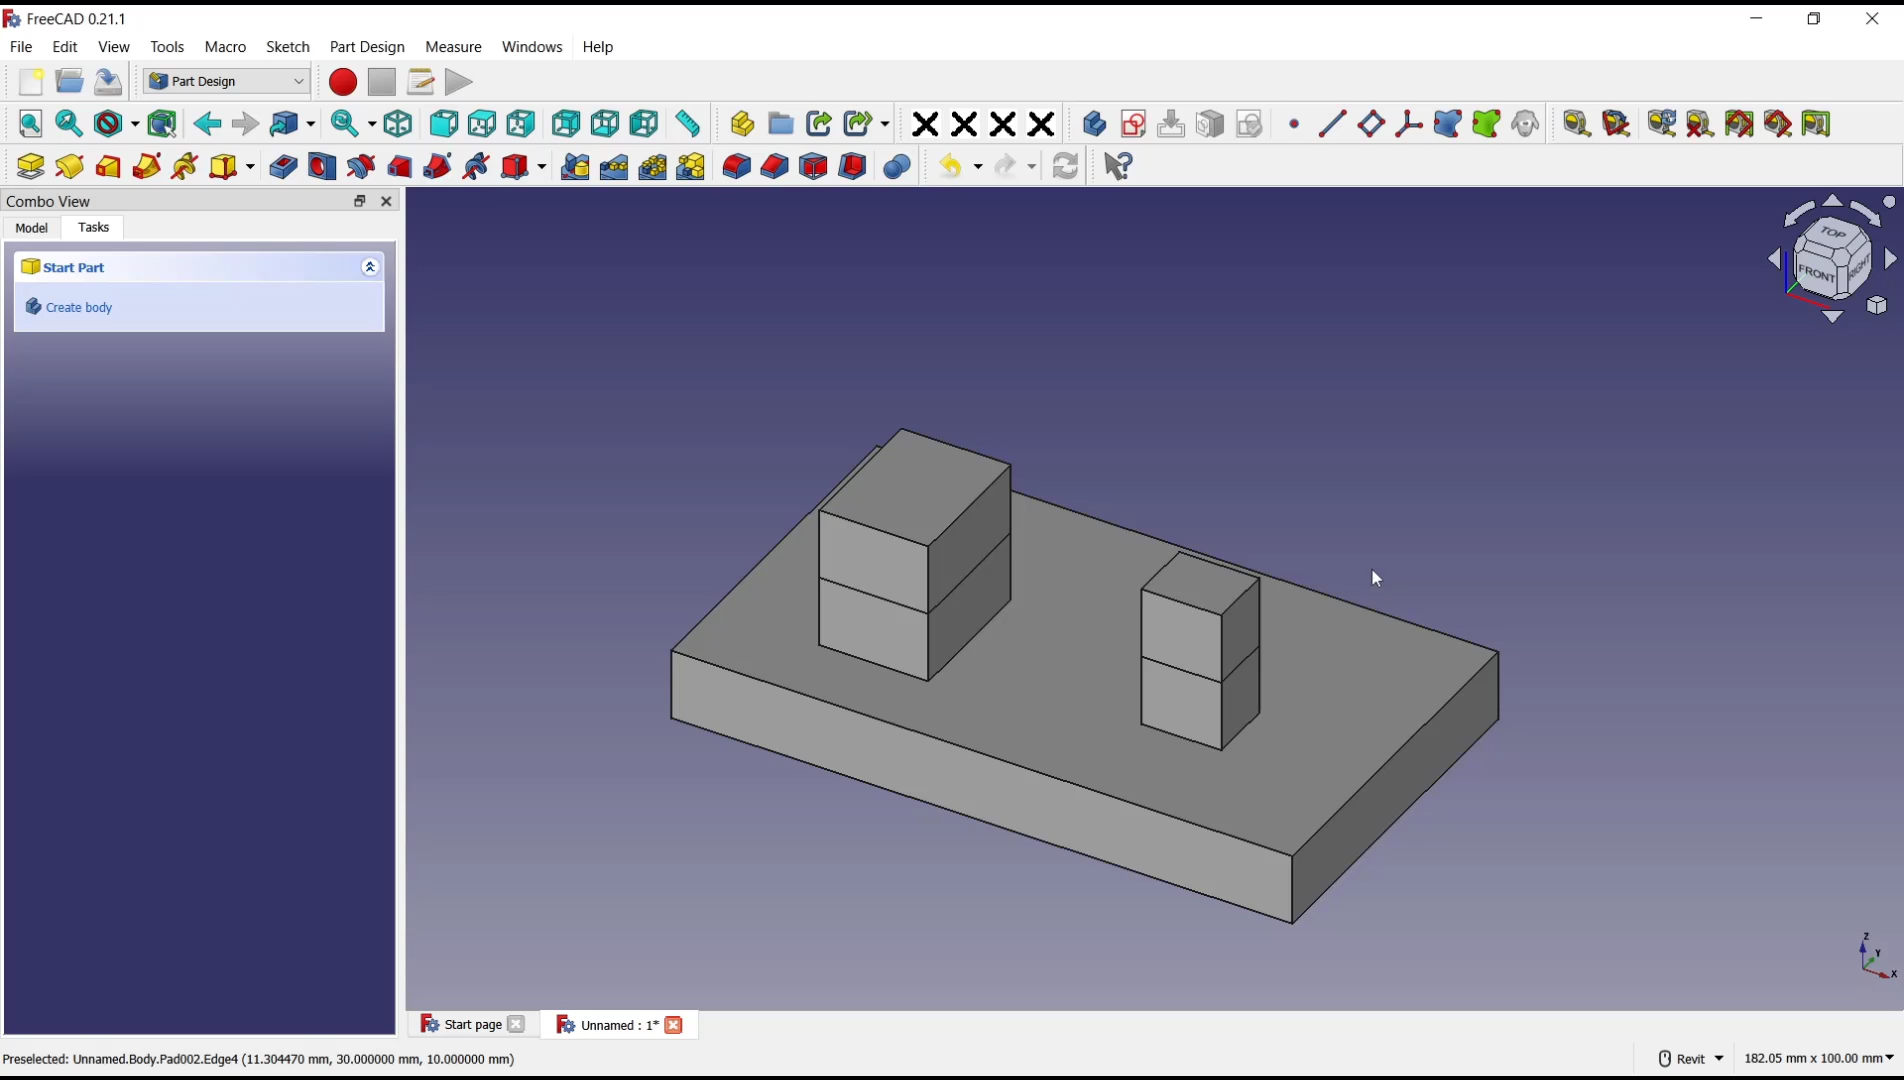 FreeCAD 0.21.1
File Edit View Tools Macro Sketch Part Design Measure Windows Help
Part Design
Combo View
Model Tasks
Start Part
Create body
TOP
FRONT RIGHT
Z
Y
X
Start page Unnamed : 1*
Preselected: Unnamed.Body.Pad002.Edge4 (11.304470 mm, 30.000000 mm, 10.000000 mm) Revit 182.05 mm x 100.00 mm